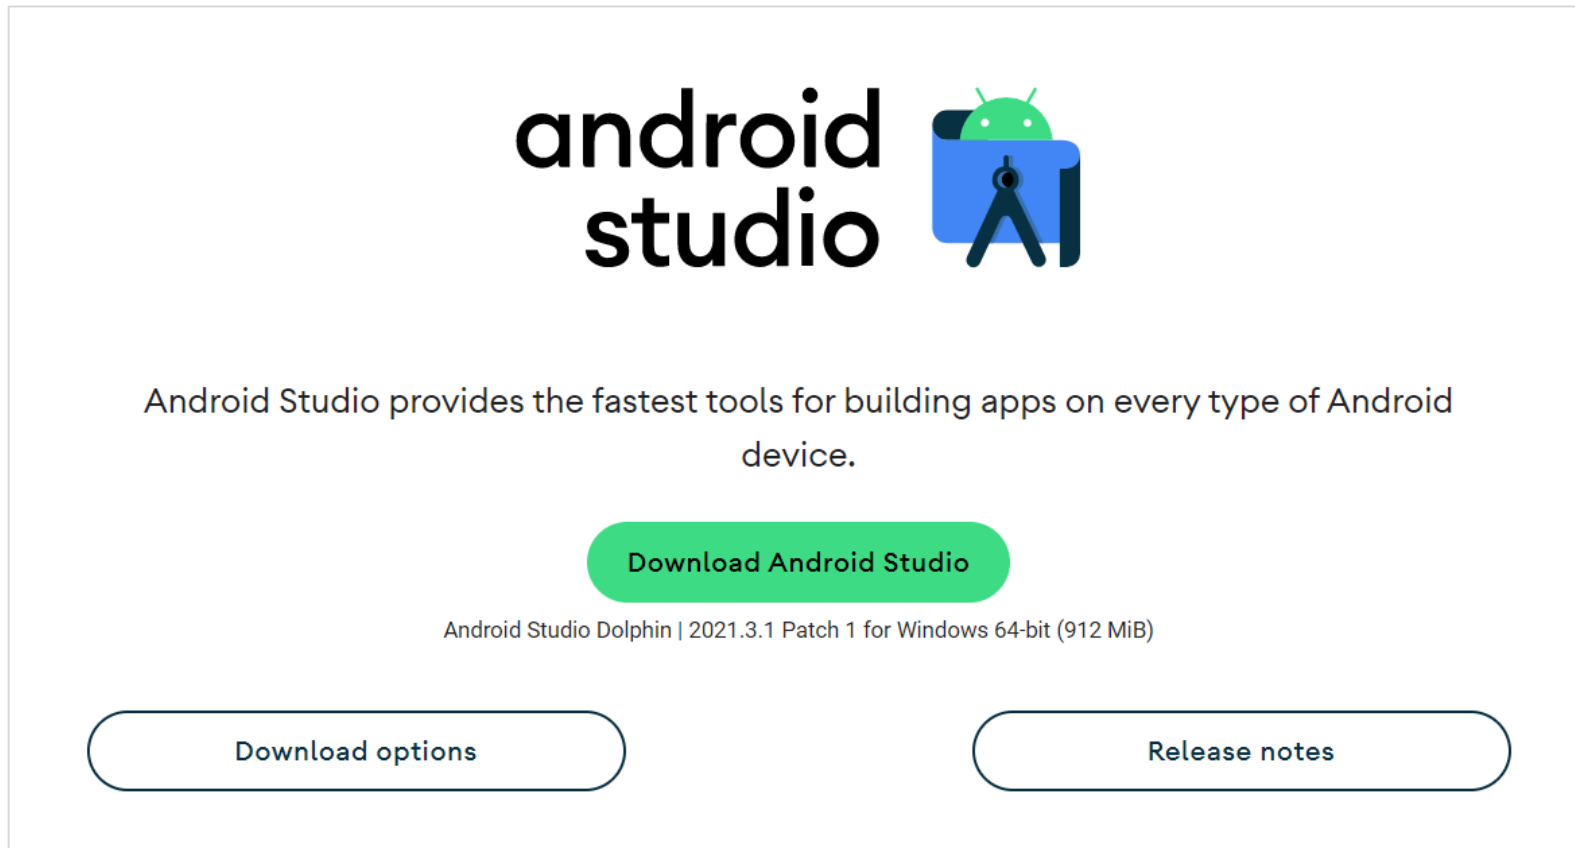 android
studio
Android Studio provides the fastest tools for building apps on every type of Android
device.
Download Android Studio
Android Studio Dolphin | 2021.3.1 Patch 1 for Windows 64-bit (912 MiB)
Download options
Release notes